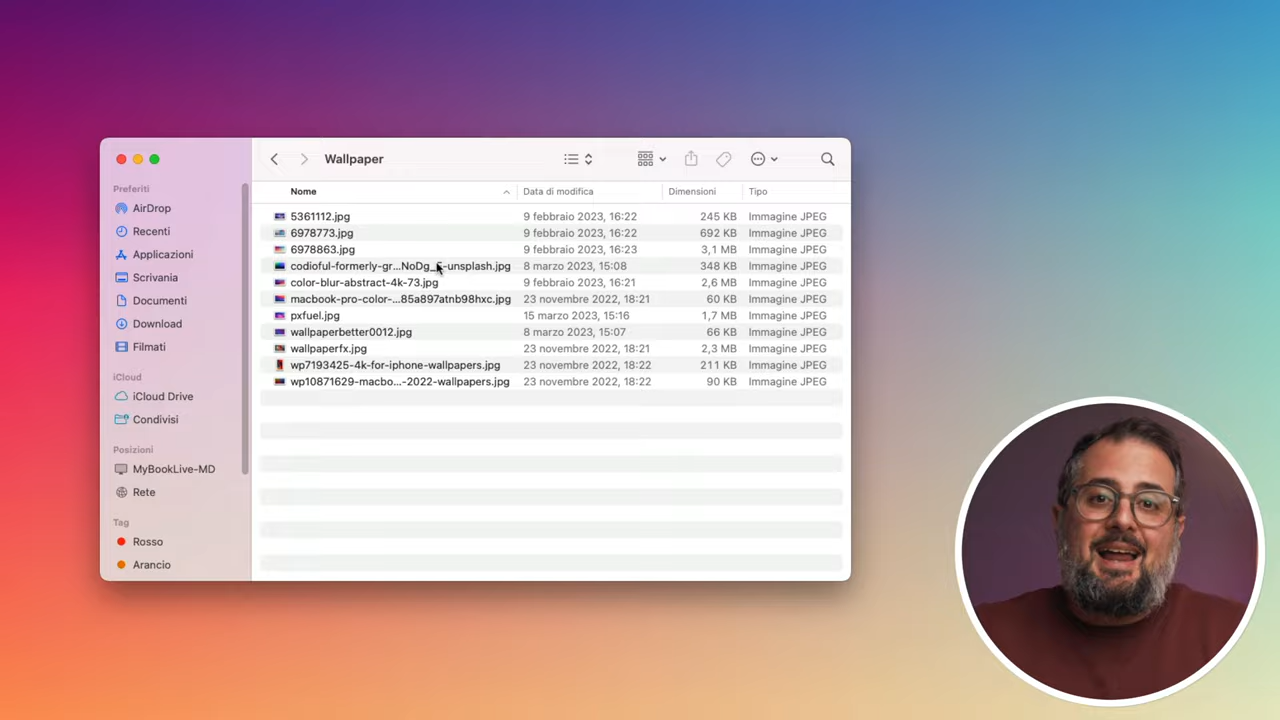 Wallpaper
Preferiti
AirDrop
Recenti
Applicazioni
Scrivania
Documenti
Download
Filmati
iCloud
iCloud Drive
Condivisi
Posizioni
MyBookLive-MD
Rete
Tag
Rosso
Arancio
Nome Data di modifica Dimensioni Tipo
5361112.jpg 9 febbraio 2023, 16:22 245 KB Immagine JPEG
6978773.jpg 9 febbraio 2023, 16:22 692 KB Immagine JPEG
6978863.jpg 9 febbraio 2023, 16:23 3,1 MB Immagine JPEG
codioful-formerly-gr...NoDg_ -unsplash.jpg 8 marzo 2023, 15:08 348 KB Immagine JPEG
color-blur-abstract-4k-73.jpg 9 febbraio 2023, 16:21 2,6 MB Immagine JPEG
macbook-pro-color-...85a897atnb98hxc.jpg 23 novembre 2022, 18:21 60 KB Immagine JPEG
pxfuel.jpg 15 marzo 2023, 15:16 1,7 MB Immagine JPEG
wallpaperbetter0012.jpg 8 marzo 2023, 15:07 66 KB Immagine JPEG
wallpaperfx.jpg 23 novembre 2022, 18:21 2,3 MB Immagine JPEG
wp7193425-4k-for-iphone-wallpapers.jpg 23 novembre 2022, 18:22 211 KB Immagine JPEG
wp10871629-macbo...-2022-wallpapers.jpg 23 novembre 2022, 18:22 90 KB Immagine JPEG